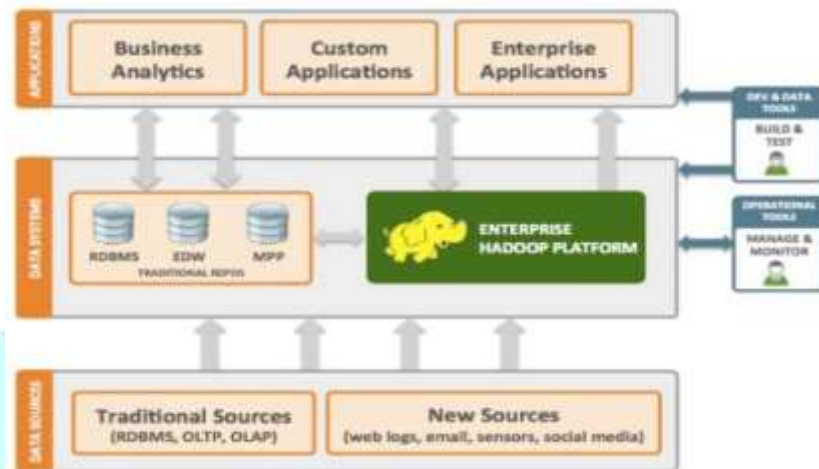 APPLICATIONS
Business
Analytics
Custom
Applications
Enterprise
Applications
DEV & DATA
TOOLS
BUILD &
TEST
DATA SYSTEMS
RDBMS
EDW
MPP
TRADITIONAL REPOS
ENTERPRISE
HADOOP PLATFORM
OPERATIONAL
TOOLS
MANAGE &
MONITOR
DATA SOURCES
Traditional Sources
(RDBMS, OLTP, OLAP)
New Sources
(web logs, email, sensors, social media)